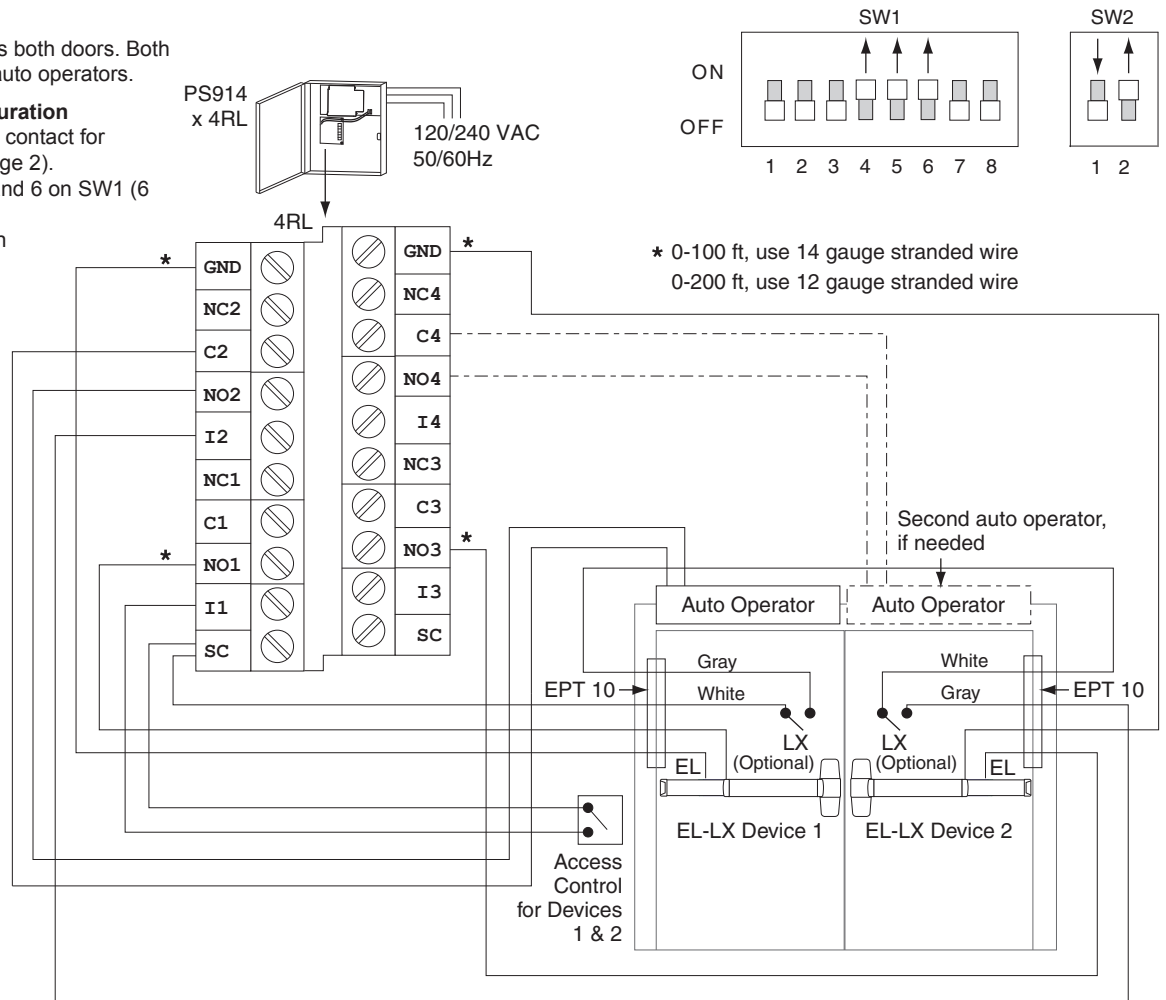 s both doors. Both
auto operators.
uration
contact for
ge 2).
nd 6 on SW1 (6
PS914
x 4RL
120/240 VAC
50/60Hz
SW1
SW2
ON
OFF
1 2 3 4 5 6 7 8
1 2
* 0-100 ft, use 14 gauge stranded wire
0-200 ft, use 12 gauge stranded wire
4RL
*
GND
NC2
C2
NO2
I2
NC1
C1
*
NO1
I1
SC
GND
*
NC4
C4
NO4
I4
NC3
C3
NO3
*
I3
SC
Second auto operator,
if needed
Auto Operator
Auto Operator
EPT 10
Gray
White
LX
(Optional)
EL
EL-LX Device 1
White
Gray
LX
(Optional)
EL
EL-LX Device 2
EPT 10
Access
Control
for Devices
1 & 2